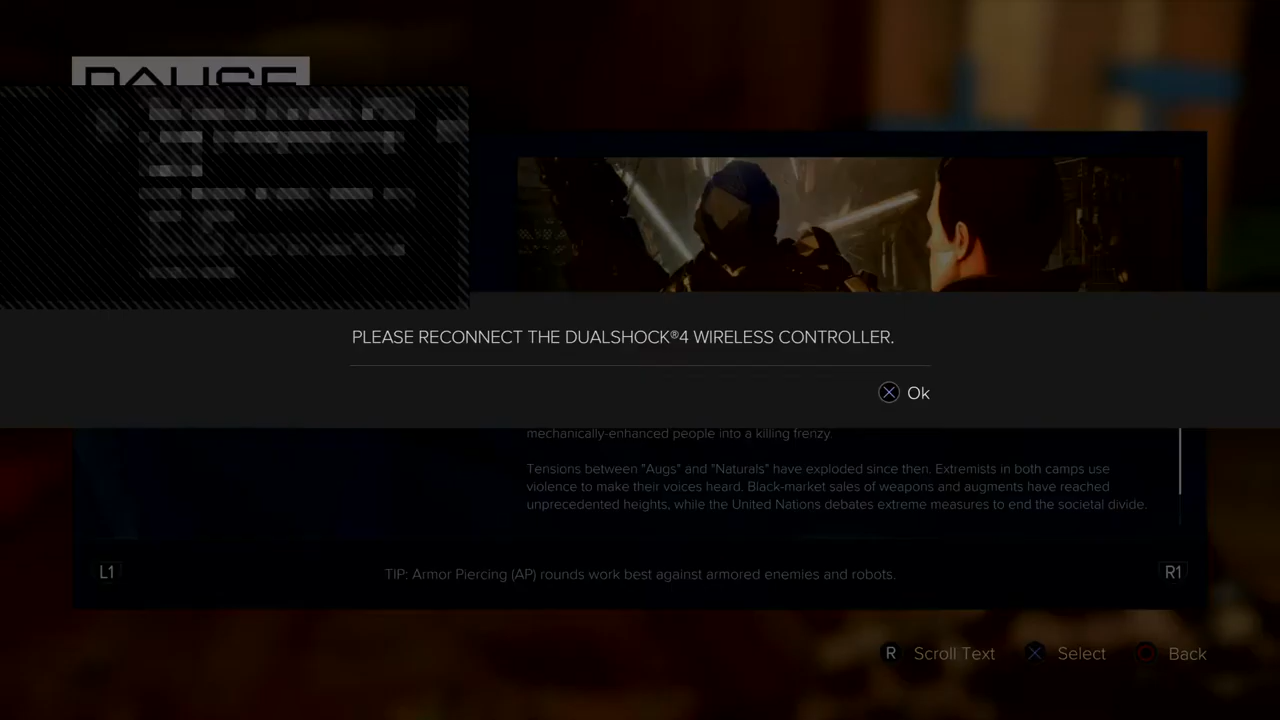 PAUSE
PLEASE RECONNECT THE DUALSHOCK®4 WIRELESS CONTROLLER.
Ok
mechanically-enhanced people into a killing frenzy.
Tensions between "Augs" and "Naturals" have exploded since then. Extremists in both camps use
violence to make their voices heard. Black-market sales of weapons and augments have reached
unprecedented heights, while the United Nations debates extreme measures to end the societal divide.
L1
TIP: Armor Piercing (AP) rounds work best against armored enemies and robots.
R1
R Scroll Text
Select
Back